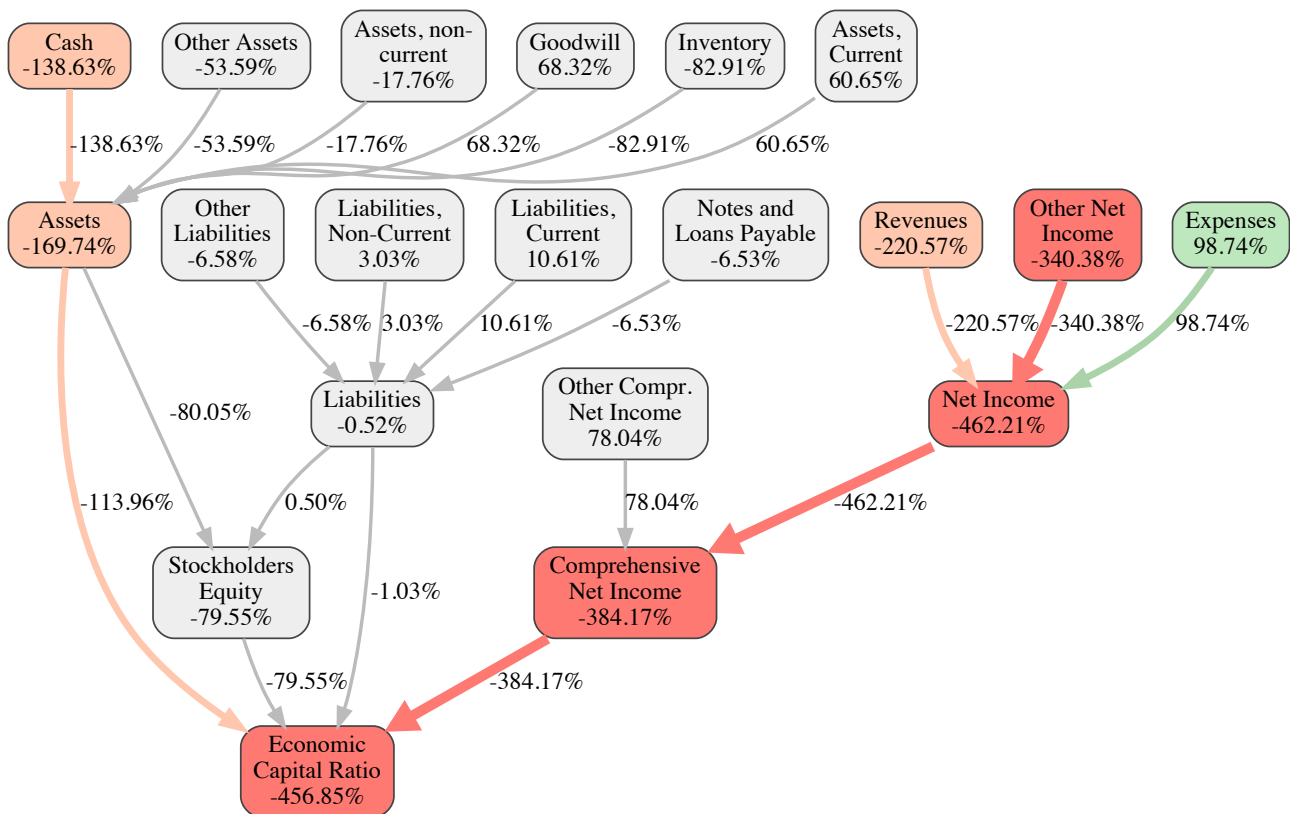 Cash
-138.63%
Other Assets
-53.59%
Assets, non-
current
-17.76%
Goodwill
68.32%
Inventory
-82.91%
Assets,
Current
60.65%
-138.63%
-53.59%
-17.76%
68.32%
-82.91%
60.65%
Assets
-169.74%
Other
Liabilities
-6.58%
Liabilities,
Non-Current
3.03%
Liabilities,
Current
10.61%
Notes and
Loans Payable
-6.53%
Revenues
-220.57%
Other Net
Income
-340.38%
Expenses
98.74%
-6.58%
3.03%
10.61%
-6.53%
-220.57%
-340.38%
98.74%
-80.05%
Liabilities
-0.52%
Other Compr.
Net Income
78.04%
Net Income
-462.21%
-113.96%
0.50%
78.04%
-462.21%
Stockholders
Equity
-79.55%
-1.03%
Comprehensive
Net Income
-384.17%
-79.55%
-384.17%
Economic
Capital Ratio
-456.85%